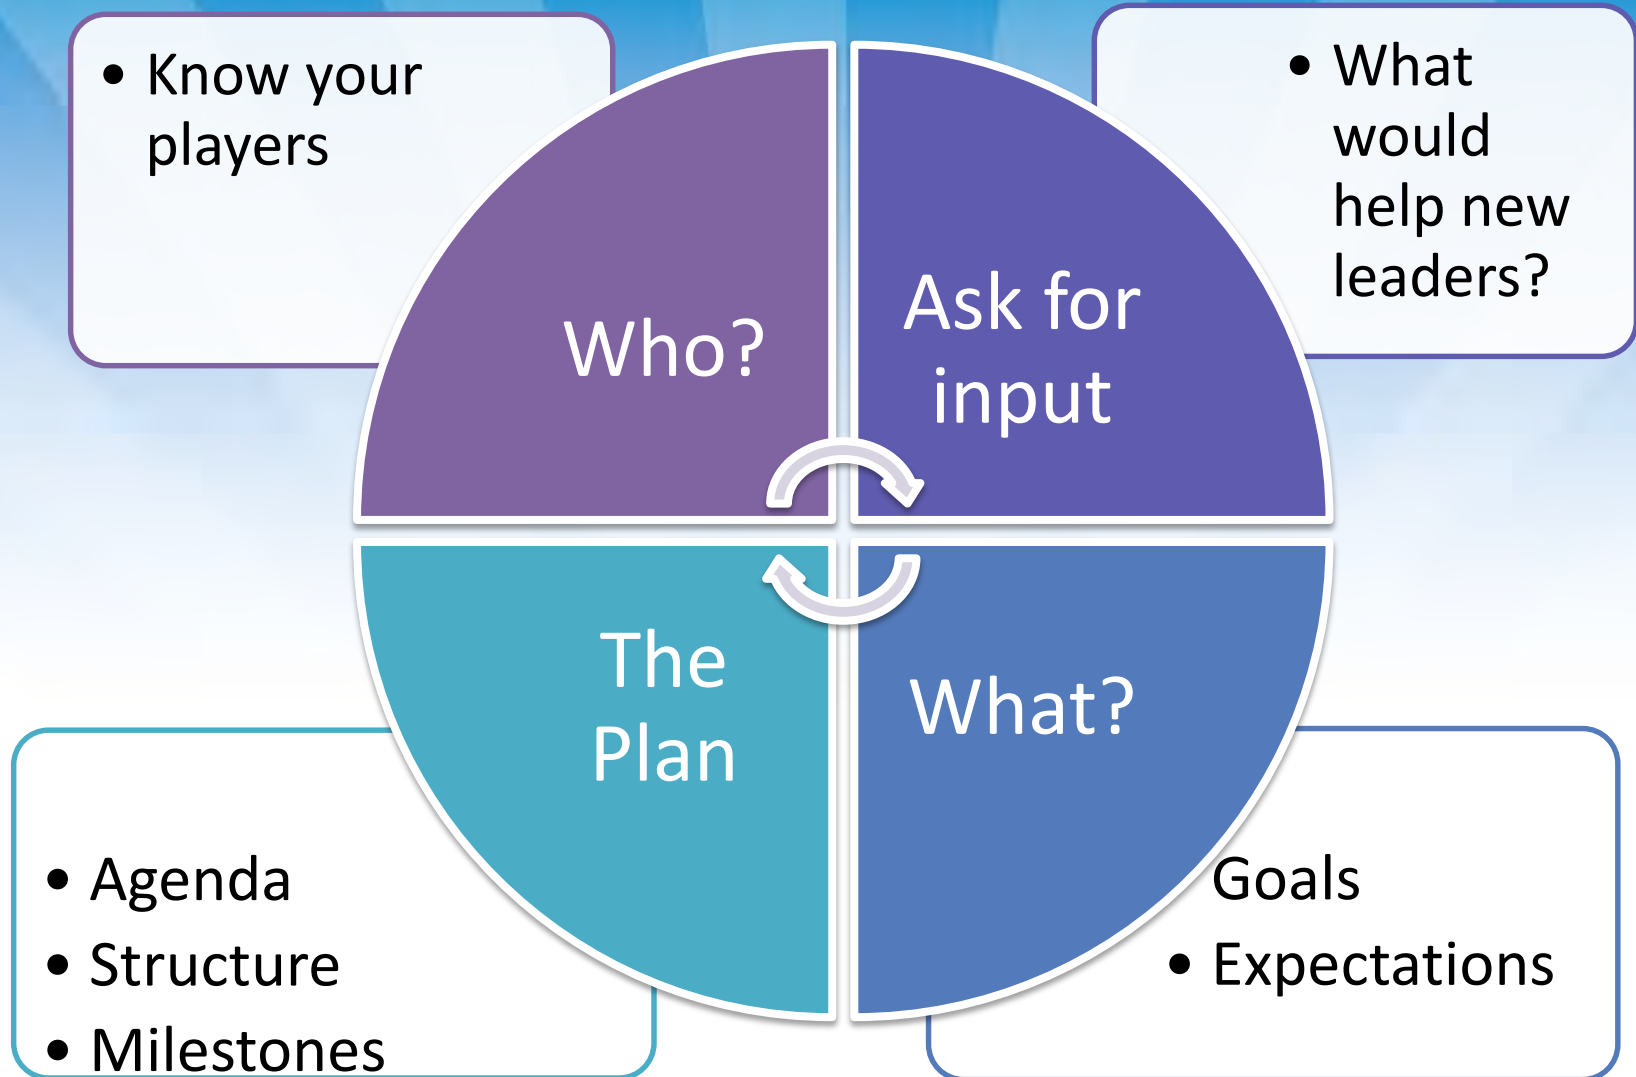 • Know your
players
Who?
Ask for
input
• What
would
help new
leaders?
The
Plan
What?
• Agenda
• Structure
• Milestones
Goals
• Expectations